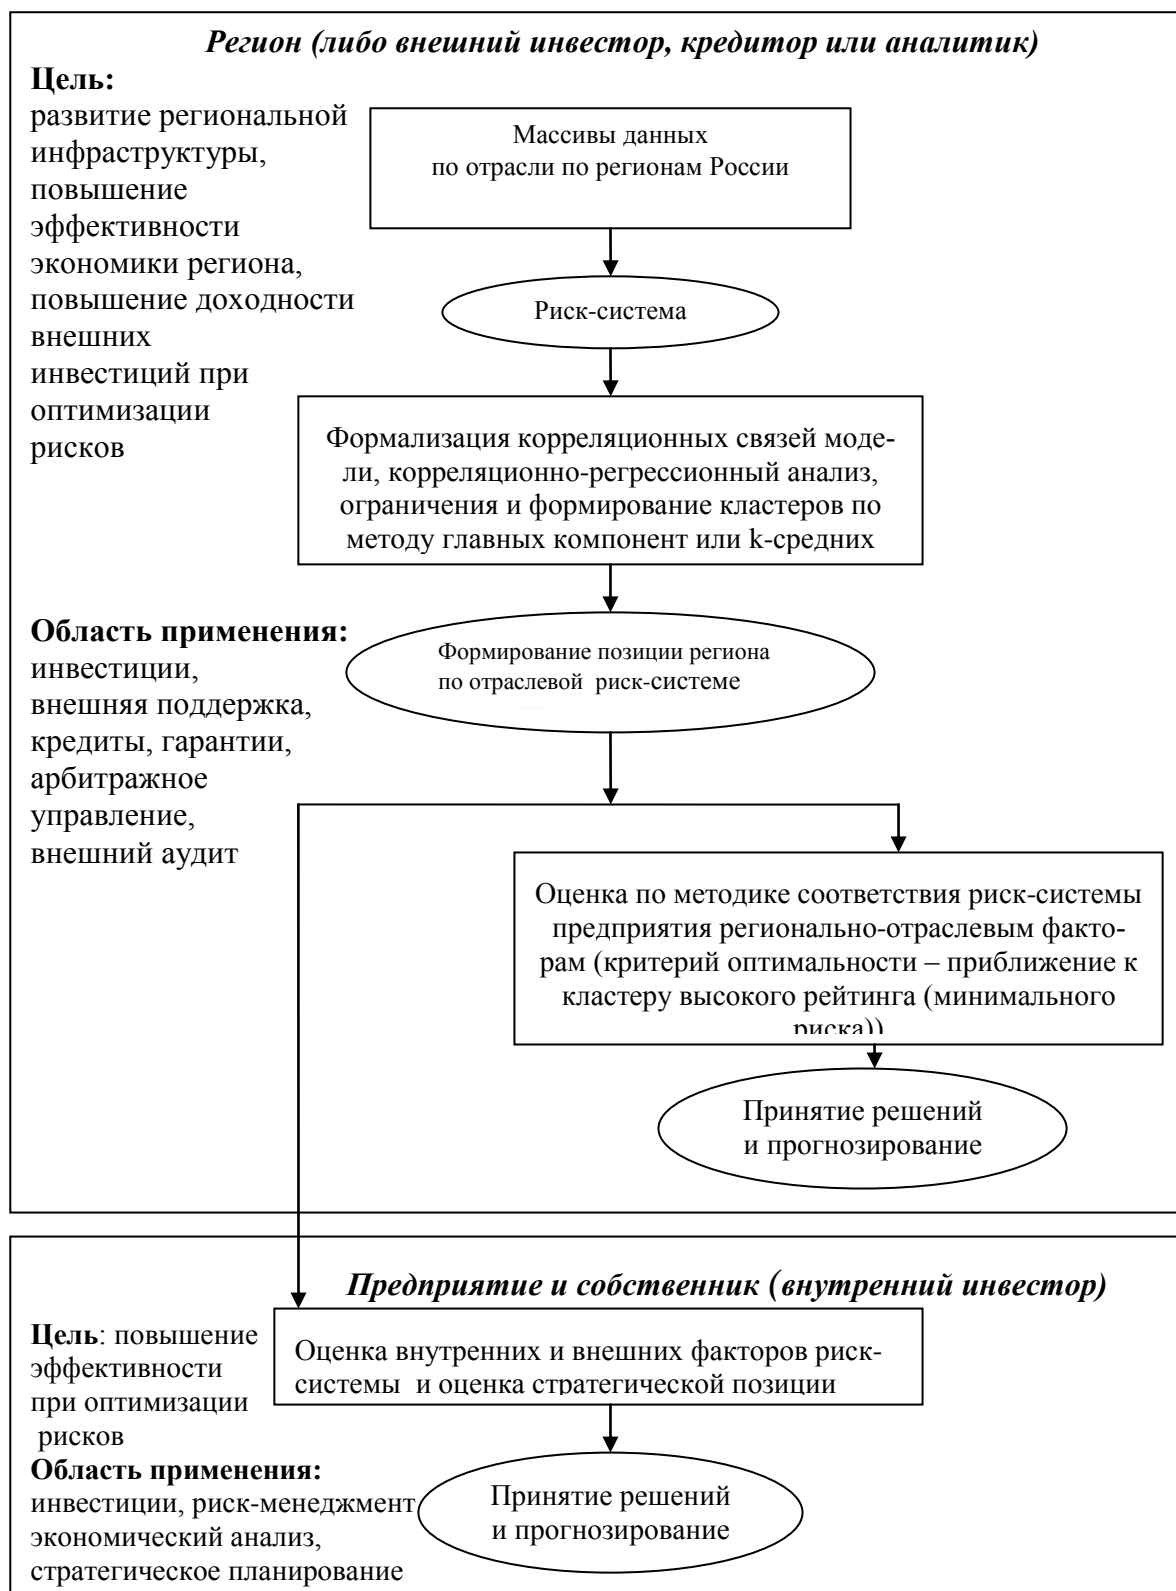 Регион (либо внешний инвестор, кредитор или аналитик)
Цель:
развитие региональной
инфраструктуры,
повышение
эффективности
экономики региона,
повышение доходности
внешних
инвестиций при
оптимизации
рисков
Массивы данных
по отрасли по регионам России
Риск-система
Формализация корреляционных связей моде-
ли, корреляционно-регрессионный анализ,
ограничения и формирование кластеров по
методу главных компонент или k-средних
Область применения:
инвестиции,
внешняя поддержка,
кредиты, гарантии,
арбитражное
управление,
внешний аудит
Формирование позиции региона
по отраслевой риск-системе
Оценка по методике соответствия риск-системы
предприятия регионально-отраслевым факто-
рам (критерий оптимальности – приближение к
кластеру высокого рейтинга (минимального
риска))
Принятие решений
и прогнозирование
Предприятие и собственник (внутренний инвестор)
Цель: повышение
эффективности
при оптимизации
рисков
Область применения:
инвестиции, риск-менеджмент
экономический анализ,
стратегическое планирование
Оценка внутренних и внешних факторов риск-
системы и оценка стратегической позиции
Принятие решений
и прогнозирование